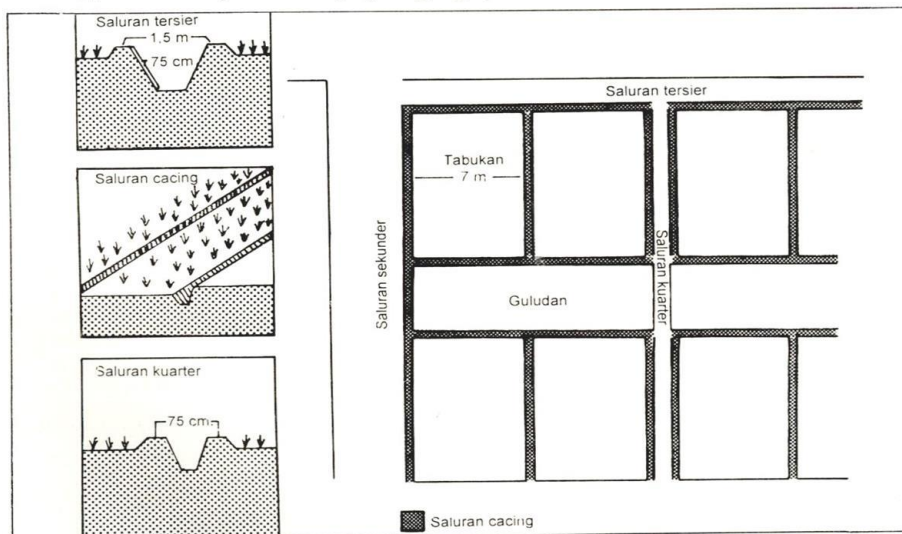 Saluran tersier
1,5 m
75 cm
Saluran cacing
Saluran kuarter
75 cm
Saluran tersier
Tabukan
7 m
Saluran sekunder
Saluran kuarter
Guludan
Saluran cacing